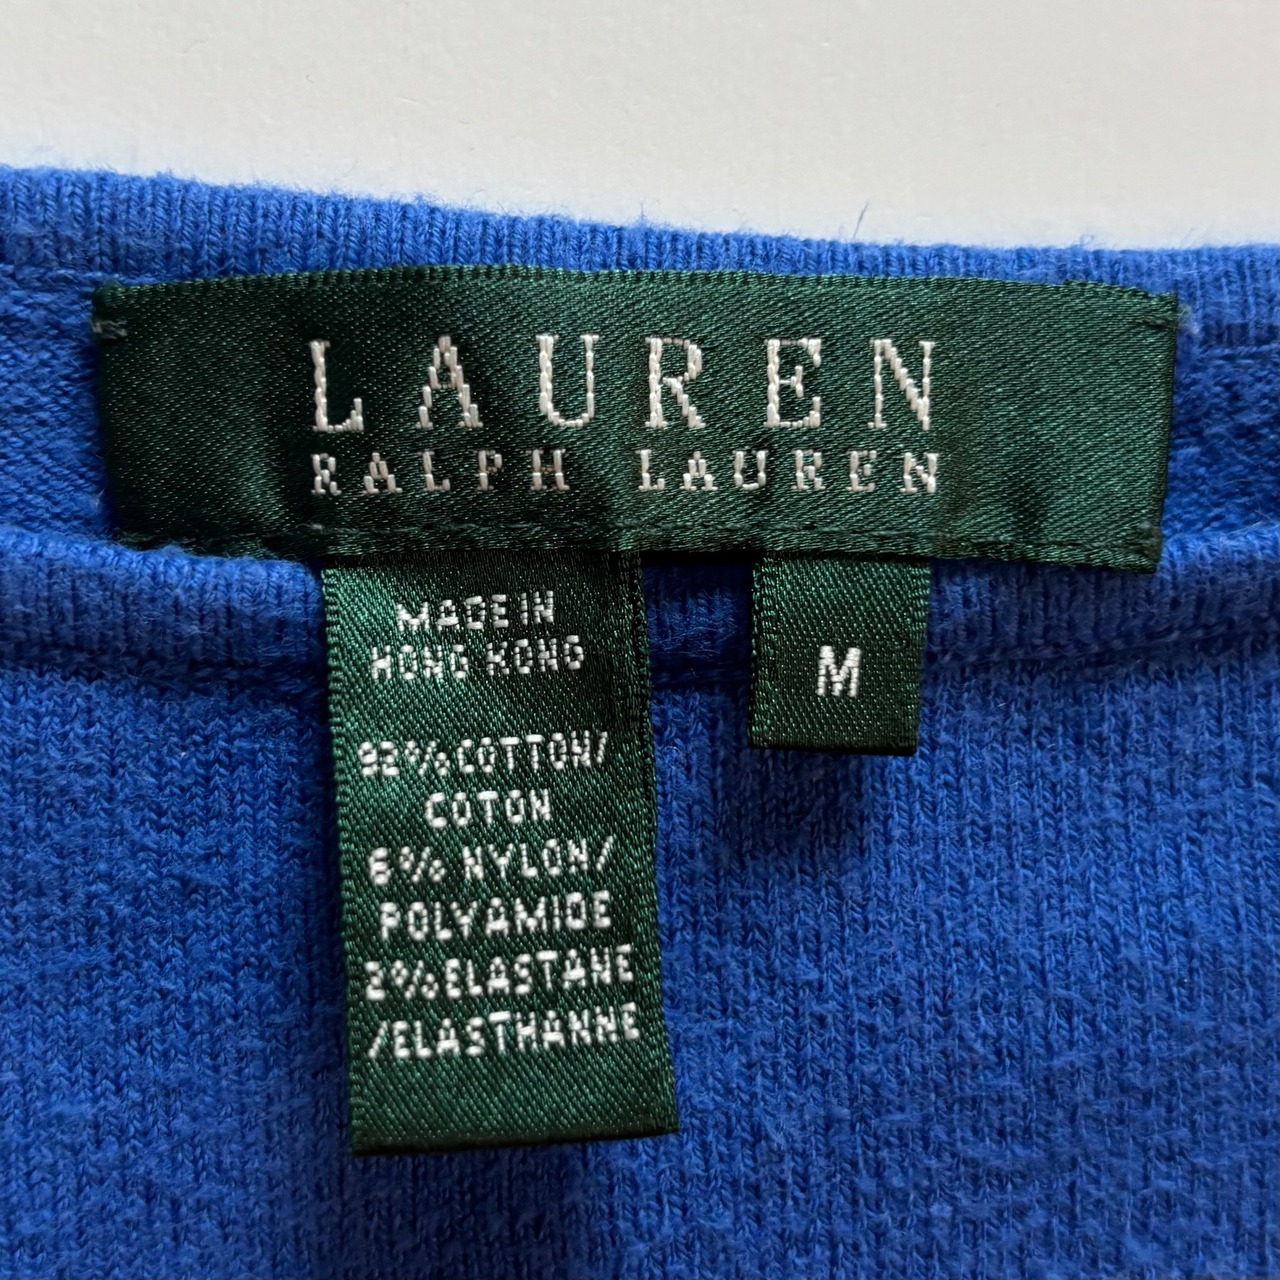 LAUREN
RALPH LAUREN
MADE IN
HONG KONG
92% COTTON/
COTON
6% NYLON/
POLYAMIDE
2% ELASTANE
/ELASTHANNE
M